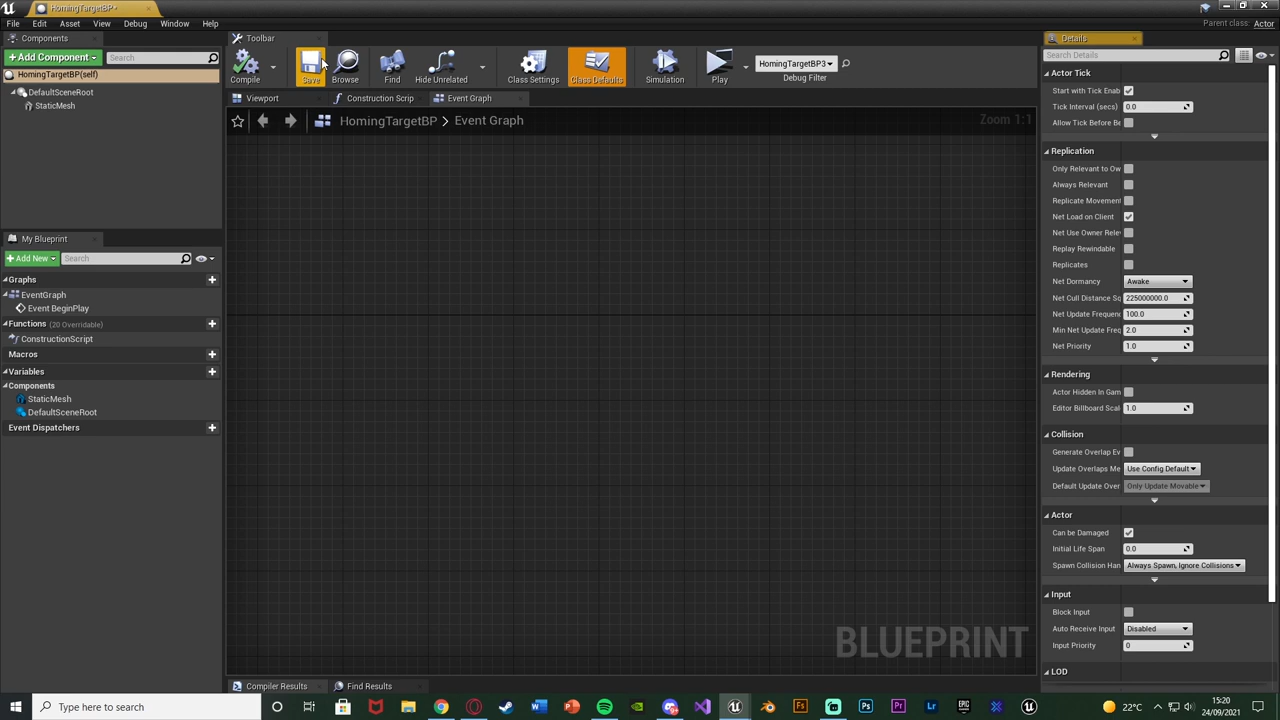 HomingTargetBP*
File Edit Asset View Debug Window Help
Parent class: Actor
Components
Add Component
Search
HomingTargetBP(self)
DefaultSceneRoot
StaticMesh
My Blueprint
Add New
Search
Graphs
EventGraph
Event BeginPlay
Functions (20 Overridable)
ConstructionScript
Macros
Variables
Components
StaticMesh
DefaultSceneRoot
Event Dispatchers
Toolbar
Compile Save Browse Find Hide Unrelated Class Settings Class Defaults Simulation Play
HomingTargetBP3
Debug Filter
Viewport Construction Scrip Event Graph
HomingTargetBP > Event Graph
Zoom 1:1
BLUEPRINT
Compiler Results Find Results
Details
Search Details
Actor Tick
Start with Tick Enab
Tick Interval (secs) 0.0
Allow Tick Before Be
Replication
Only Relevant to Ow
Always Relevant
Replicate Movement
Net Load on Client
Net Use Owner Relev
Replay Rewindable
Replicates
Net Dormancy Awake
Net Cull Distance Sq 225000000.0
Net Update Frequenc 100.0
Min Net Update Freq 2.0
Net Priority 1.0
Rendering
Actor Hidden In Gam
Editor Billboard Scal 1.0
Collision
Generate Overlap Ev
Update Overlaps Me Use Config Default
Default Update Over Only Update Movable
Actor
Can be Damaged
Initial Life Span 0.0
Spawn Collision Han Always Spawn, Ignore Collisions
Input
Block Input
Auto Receive Input Disabled
Input Priority 0
LOD
Type here to search
22°C
15:20
24/09/2021